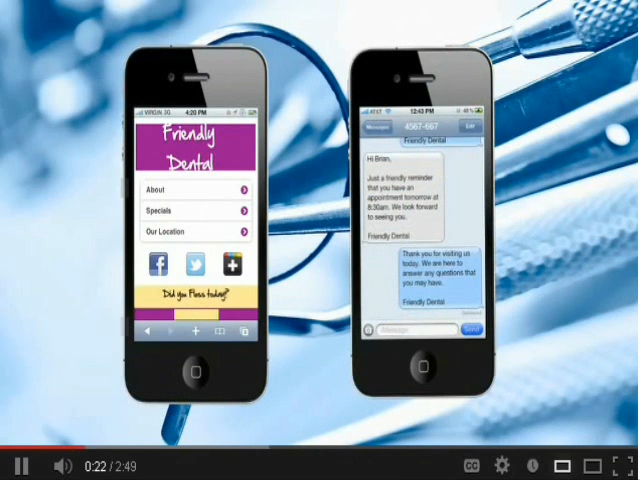 VIRGIN 3G 4:20 PM
Friendly
Dental
About
Specials
Our Location
Did you Floss today?
AT&T 12:43 PM 48 %
Messages 4567-667 Edit
Friendly Dental
Hi Brian,
Just a friendly reminder
that you have an
appointment tomorrow at
8:30am. We look forward
to seeing you.
Friendly Dental
Thank you for visiting us
today. We are here to
answer any questions that
you may have.
Friendly Dental
Delivered
Message Send
0:22 / 2:49 CC